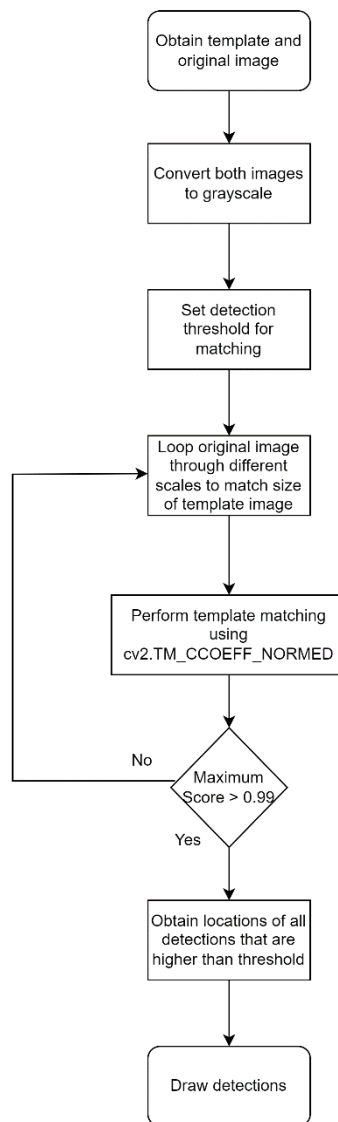 Obtain template and
original image
Convert both images
to grayscale
Set detection
threshold for
matching
Loop original image
through different
scales to match size
of template image
Perform template matching
using
cv2.TM_CCOEFF_NORMED
No
Maximum
Score > 0.99
Yes
Obtain locations of all
detections that are
higher than threshold
Draw detections